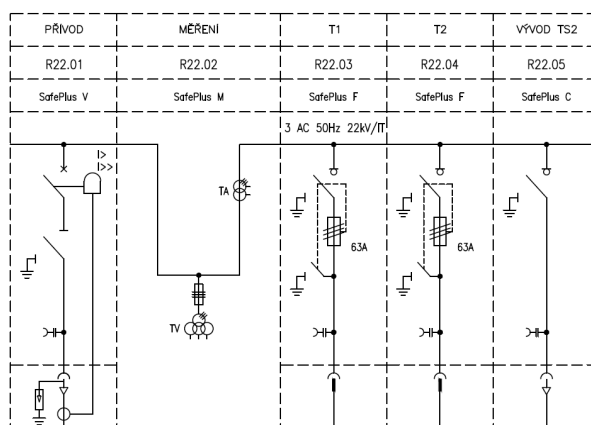 PŘÍVOD MĚŘENÍ T1 T2 VÝVOD TS2
R22.01 R22.02 R22.03 R22.04 R22.05
SafePlus V SafePlus M SafePlus F SafePlus F SafePlus C
3 AC 50Hz 22kV/IT
I>
I>>
TA
63A 63A
TV